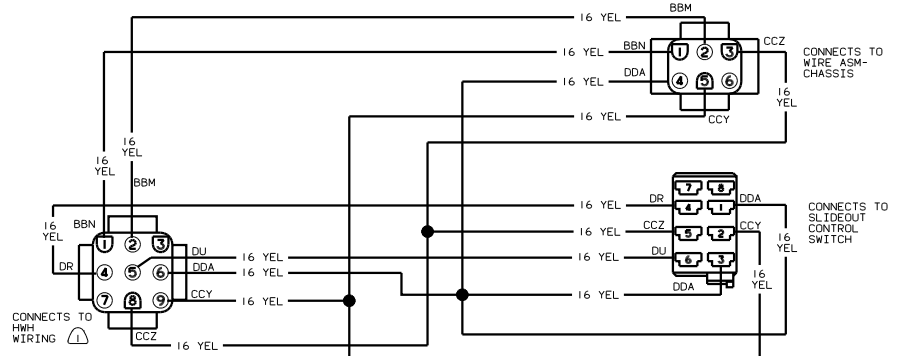 BBM
16 YEL
BBN
16 YEL
1 2 3
CCZ
DDA
16 YEL
4 5 6
16
YEL
CONNECTS TO
WIRE ASM-
CHASSIS
16 YEL
CCY
16
YEL
16
YEL
BBM
7 8
DR
16 YEL
4 1
DDA
CONNECTS TO
SLIDEOUT
CONTROL
SWITCH
16
YEL
BBN
1 2 3
CCZ
16 YEL
5 2
CCY
16
YEL
DU
16 YEL
DU
16 YEL
6 3
DR
4 5 6
DDA
16 YEL
16
YEL
DDA
16 YEL
7 8 9
CCY
16 YEL
CONNECTS TO
HWH
WIRING 1
CCZ
16 YEL